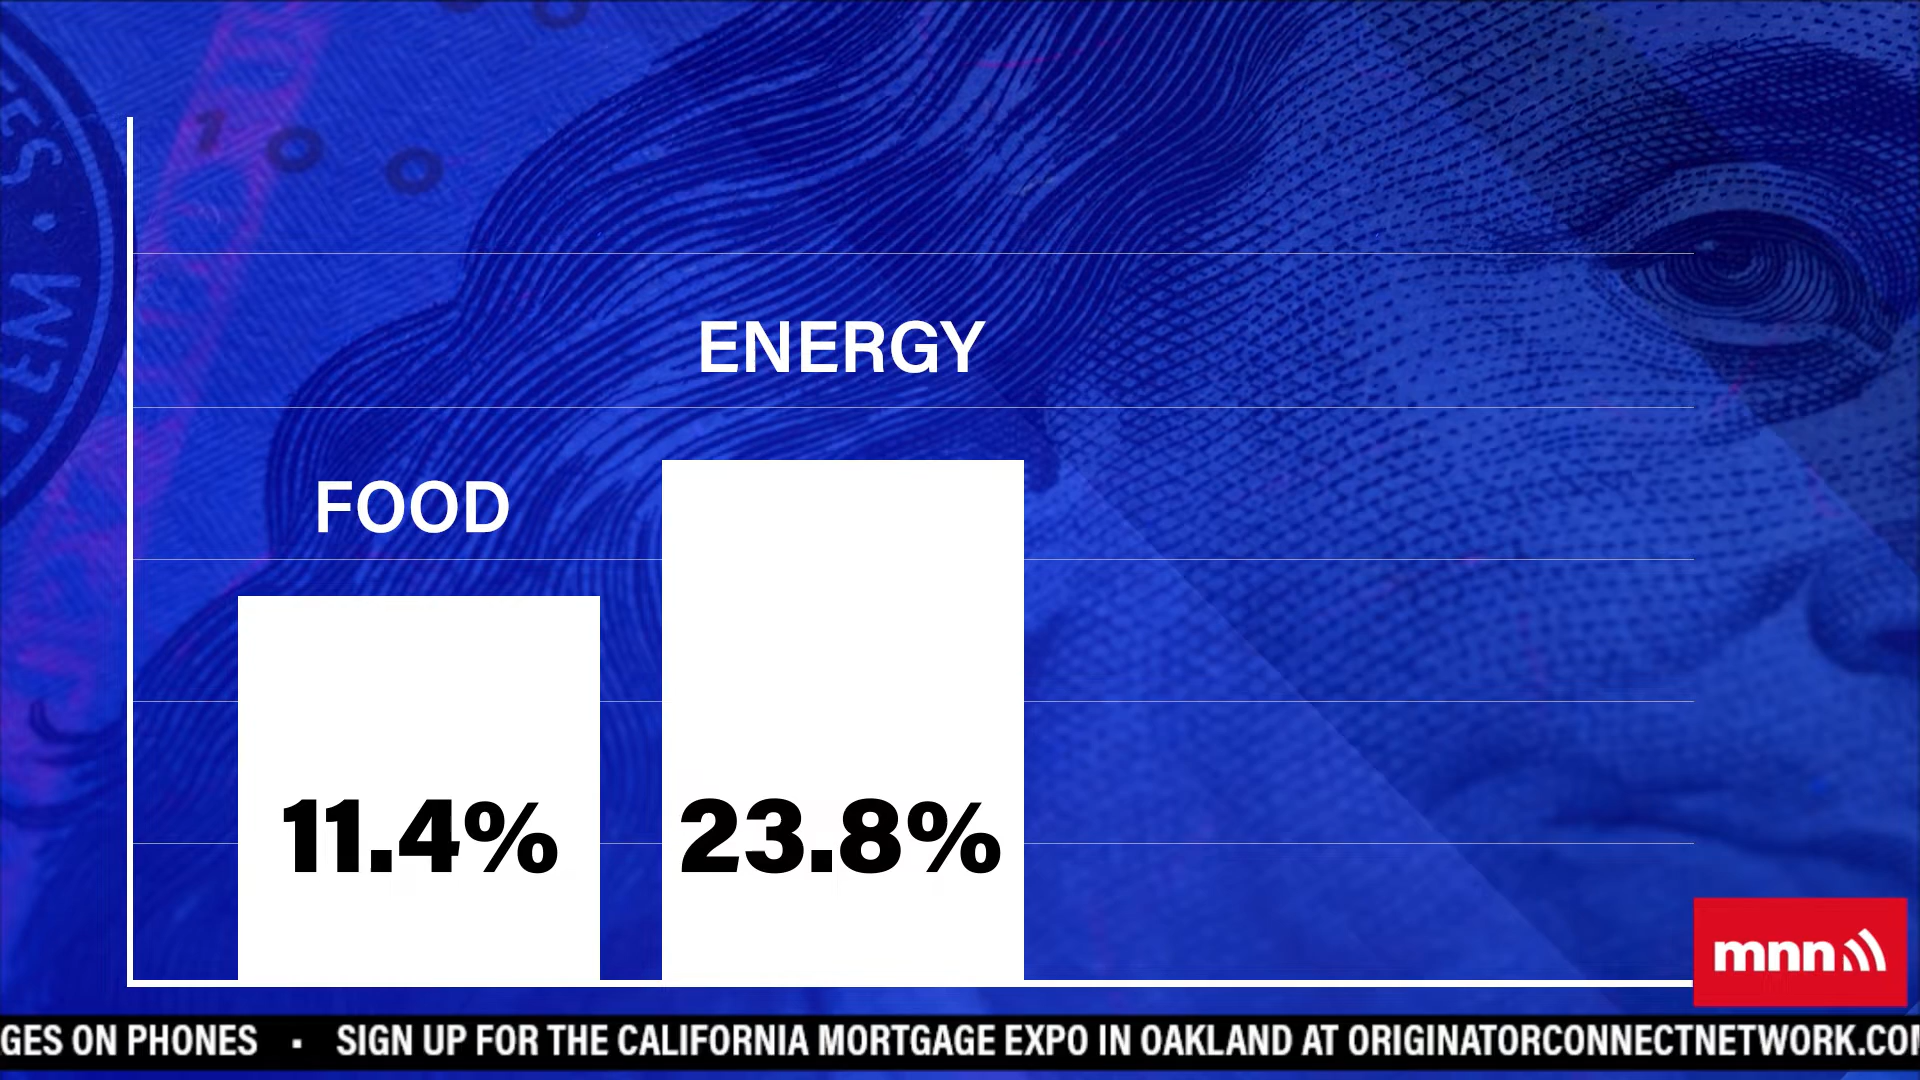 100
ENERGY
FOOD
11.4%
23.8%
mnn
GES ON PHONES · SIGN UP FOR THE CALIFORNIA MORTGAGE EXPO IN OAKLAND AT ORIGINATORCONNECTNETWORK.CO